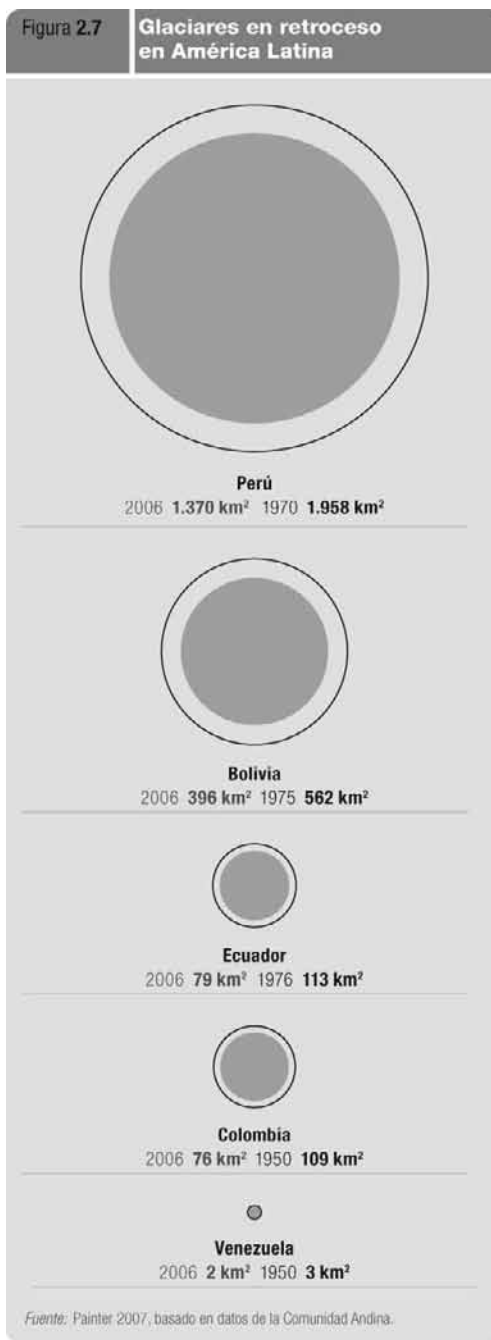 Figura 2.7
Glaciares en retroceso
en América Latina
Perú
2006 1.370 km² 1970 1.958 km²
Bolivia
2006 396 km² 1975 562 km²
Ecuador
2006 79 km² 1976 113 km²
Colombia
2006 76 km² 1950 109 km²
Venezuela
2006 2 km² 1950 3 km²
Fuente: Painter 2007, basado en datos de la Comunidad Andina.